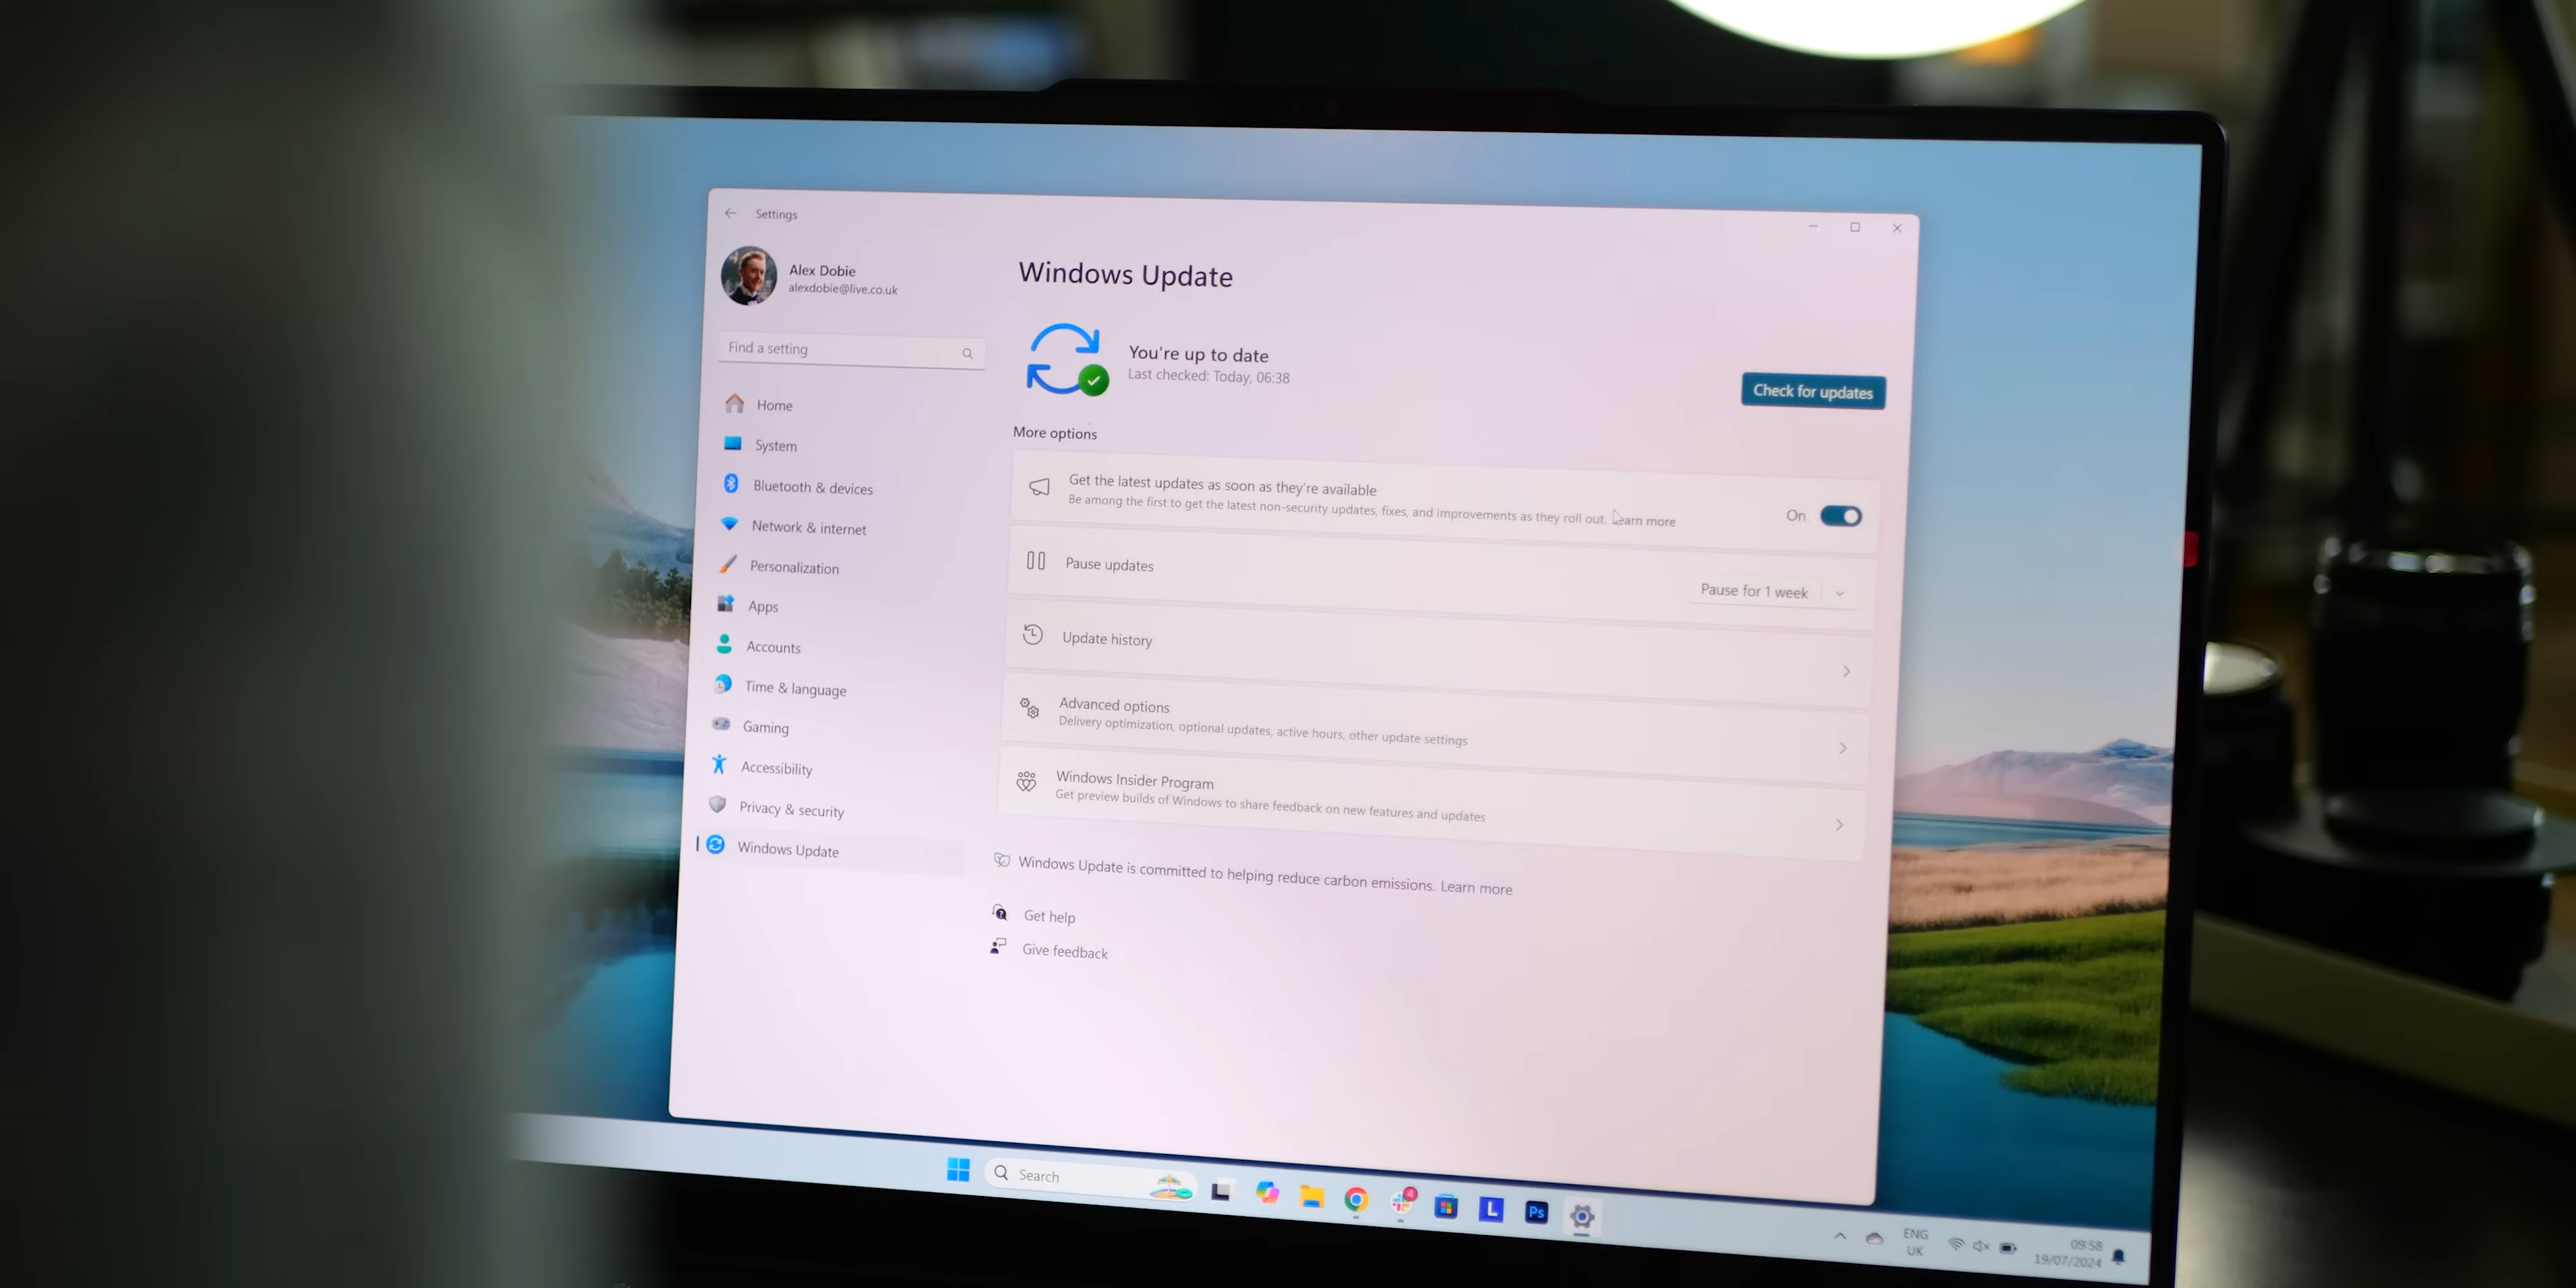 Settings
Alex Dobie
alexdobie@live.co.uk
Find a setting
Home
System
Bluetooth & devices
Network & internet
Personalization
Apps
Accounts
Time & language
Gaming
Accessibility
Privacy & security
Windows Update
Windows Update
You're up to date
Last checked: Today, 06:38
Check for updates
More options
Get the latest updates as soon as they're available
Be among the first to get the latest non-security updates, fixes, and improvements as they roll out. Learn more
On
Pause updates
Pause for 1 week
Update history
Advanced options
Delivery optimization, optional updates, active hours, other update settings
Windows Insider Program
Get preview builds of Windows to share feedback on new features and updates
Windows Update is committed to helping reduce carbon emissions. Learn more
Get help
Give feedback
Search
4
L
Ps
ENG
UK
09:58
19/07/2024